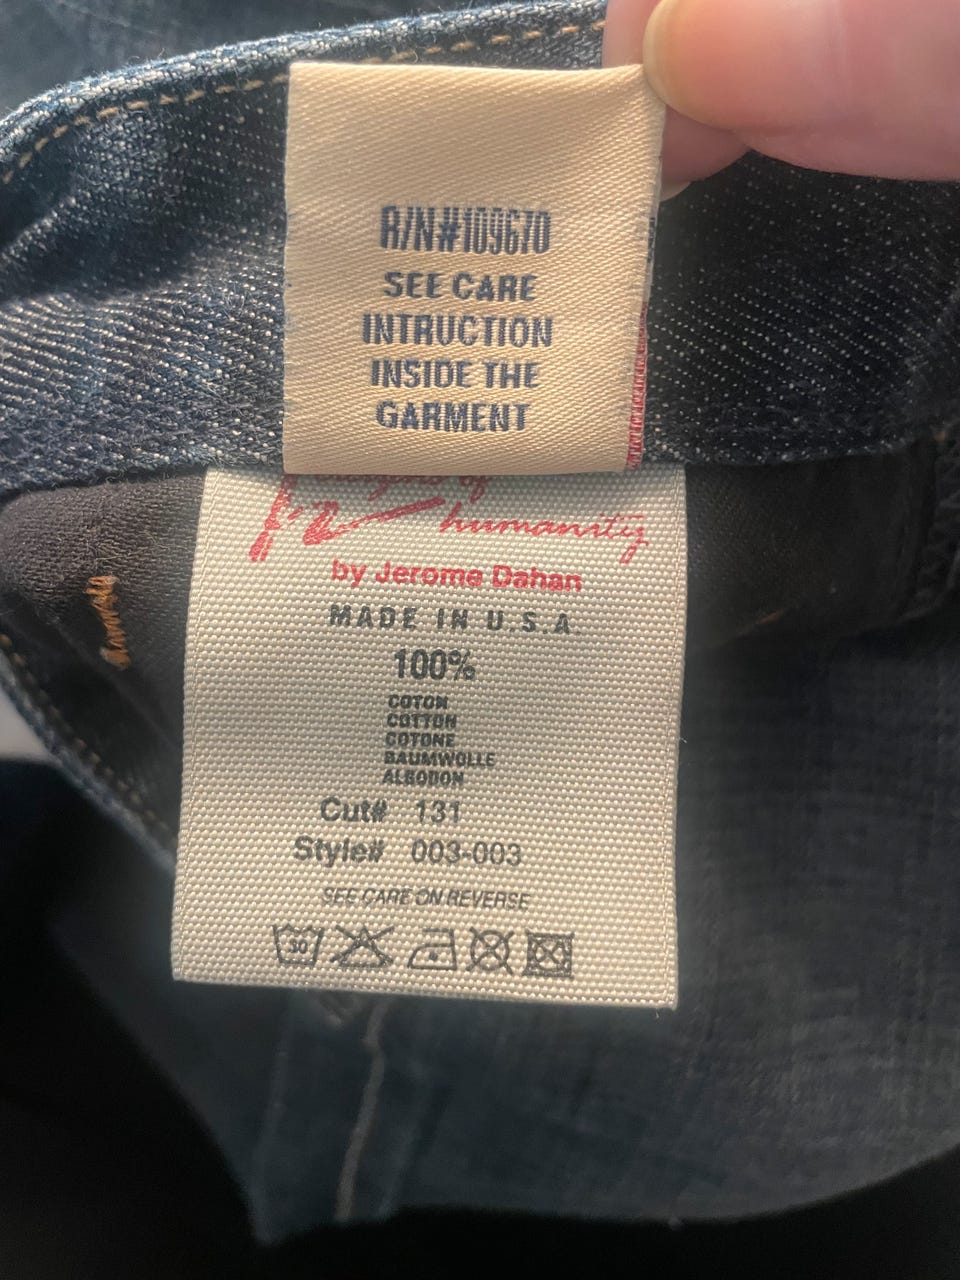 R/N#109670
SEE CARE
INTRUCTION
INSIDE THE
GARMENT
of
humanity
by Jerome Dahan
MADE IN U.S.A.
100%
COTON
COTTON
COTONE
BAUMWOLLE
ALGODON
Cut# 131
Style# 003-003
SEE CARE ON REVERSE
30